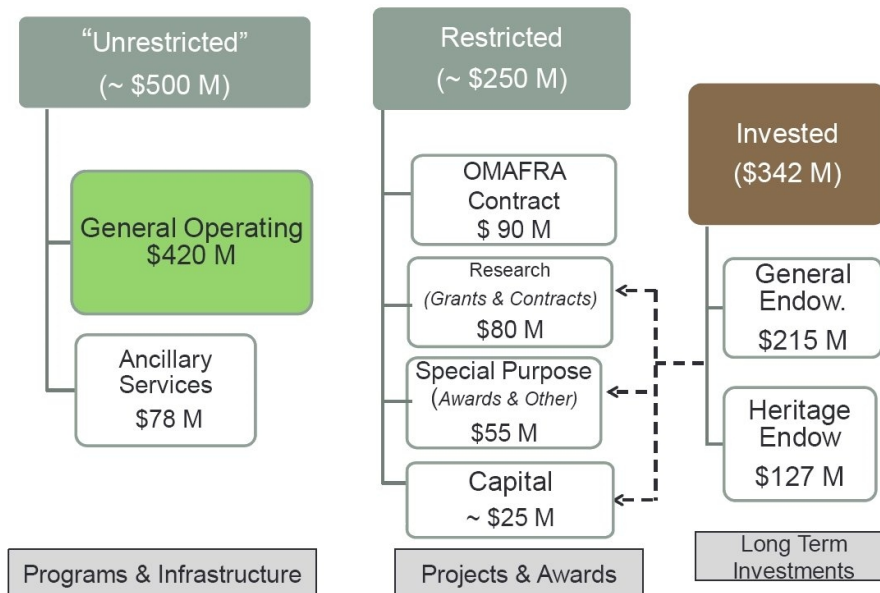 “Unrestricted”
(~ $500 M)
General Operating
$420 M
Ancillary
Services
$78 M
Programs & Infrastructure
Restricted
(~ $250 M)
OMAFRA
Contract
$ 90 M
Research
(Grants & Contracts)
$80 M
Special Purpose
(Awards & Other)
$55 M
Capital
~ $25 M
Projects & Awards
Invested
($342 M)
General
Endow.
$215 M
Heritage
Endow
$127 M
Long Term
Investments